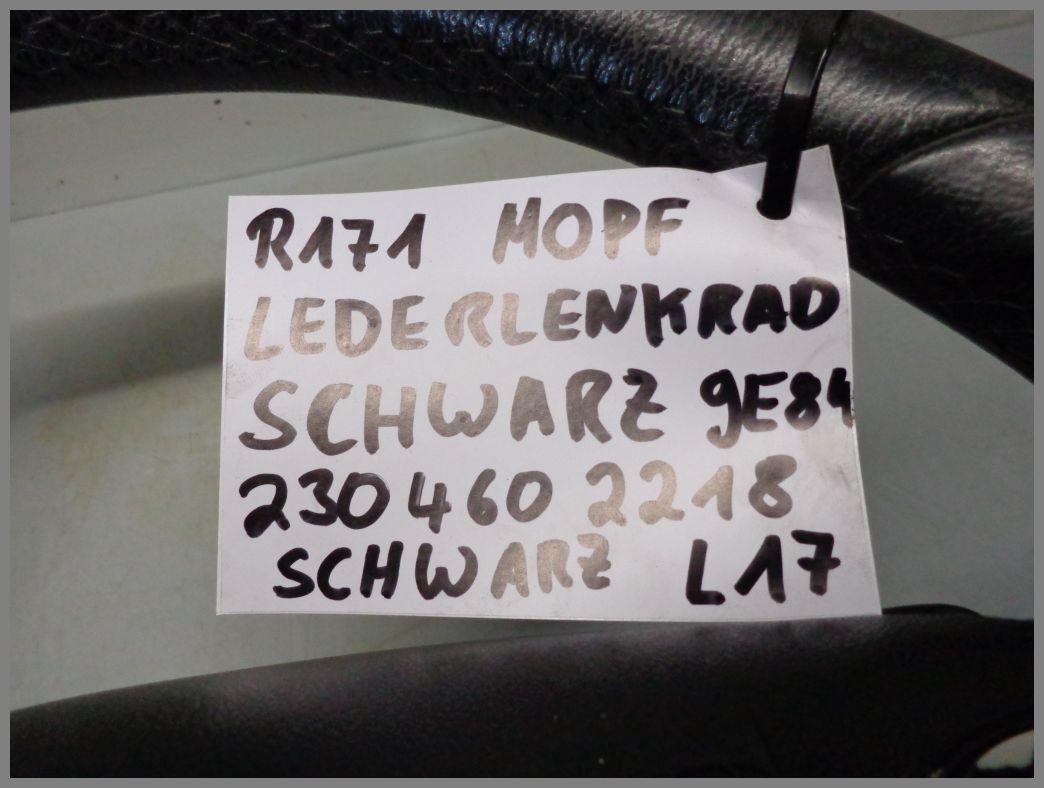 R171 MOPF
LEDERLENKRAD
SCHWARZ 9E84
230 460 2218
SCHWARZ L17